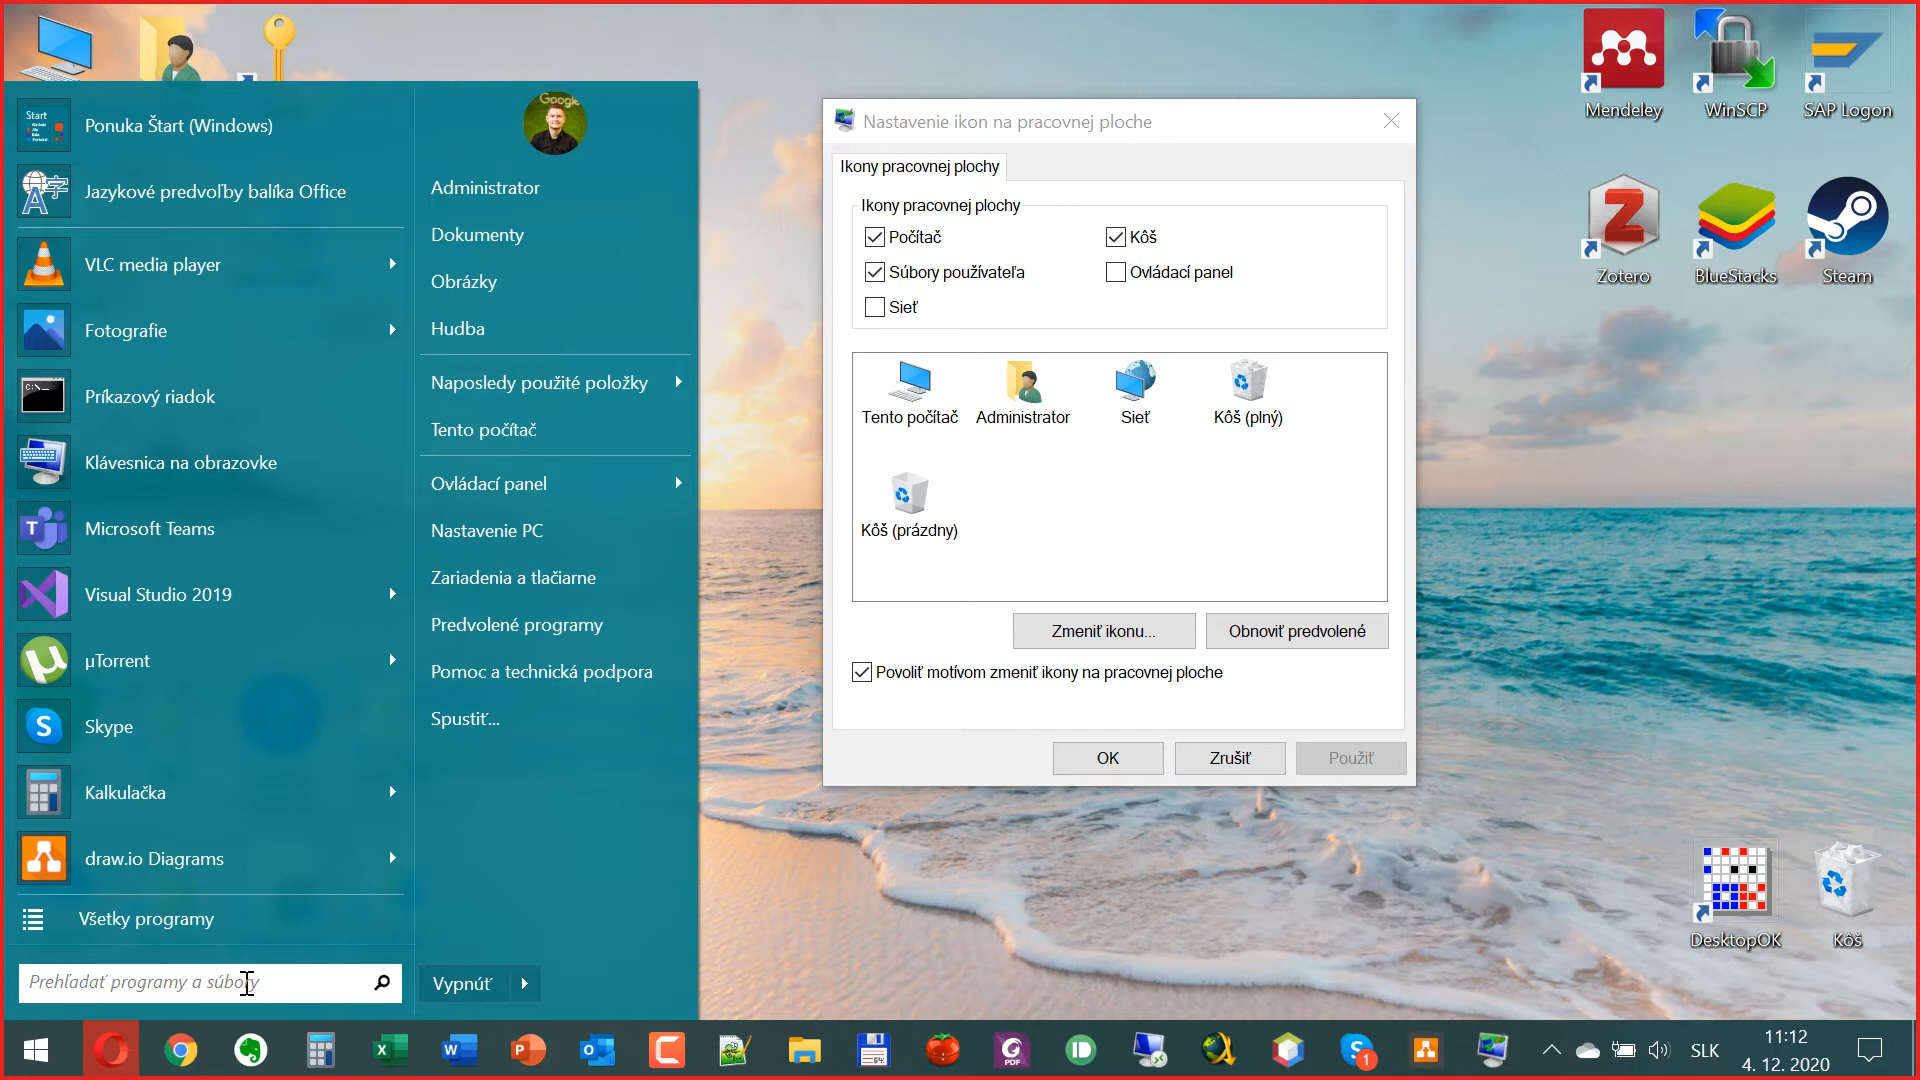 Mendeley
WinSCP
SAP Logon
Zotero
BlueStacks
Steam
DesktopOK
Kôš
Start
Ponuka Štart (Windows)
Jazykové predvoľby balíka Office
VLC media player
Fotografie
Príkazový riadok
Klávesnica na obrazovke
Microsoft Teams
Visual Studio 2019
µTorrent
Skype
Kalkulačka
draw.io Diagrams
Všetky programy
Prehľadať programy a súbory
Google
Administrator
Dokumenty
Obrázky
Hudba
Naposledy použité položky
Tento počítač
Ovládací panel
Nastavenie PC
Zariadenia a tlačiarne
Predvolené programy
Pomoc a technická podpora
Spustiť...
Vypnúť
Nastavenie ikon na pracovnej ploche
Ikony pracovnej plochy
Ikony pracovnej plochy
Počítač
Kôš
Súbory používateľa
Ovládací panel
Sieť
Tento počítač
Administrator
Sieť
Kôš (plný)
Kôš (prázdny)
Zmeniť ikonu...
Obnoviť predvolené
Povoliť motívom zmeniť ikony na pracovnej ploche
OK
Zrušiť
Použiť
PDF
1
SLK
11:12
4. 12. 2020